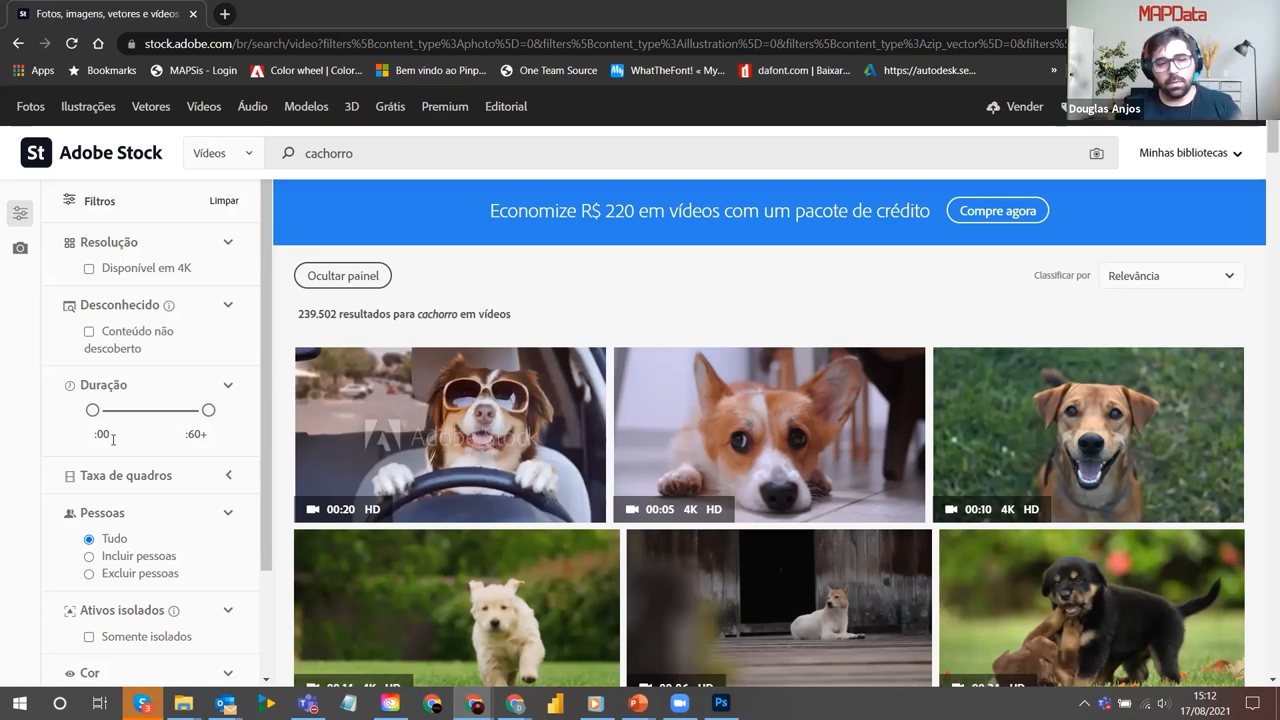 St Fotos, imagens, vetores e vídeos
MAPData
stock.adobe.com/br/search/video?filters%5Bcontent_type%3Aphoto%5D=0&filters%5Bcontent_type%3Aillustration%5D=0&filters%5Bcontent_type%3Azip_vector%5D=0&filters%
Apps
Bookmarks
MAPSis - Login
Color wheel | Color...
Bem vindo ao Pinpo...
One Team Source
WhatTheFont! « My...
dafont.com | Baixar...
https://autodesk.se...
»
Fotos Ilustrações Vetores Vídeos Áudio Modelos 3D Grátis Premium Editorial
Vender
Douglas Anjos
St Adobe Stock
Vídeos
cachorro
Minhas bibliotecas
Filtros Limpar
Economize R$ 220 em vídeos com um pacote de crédito Compre agora
Resolução
Disponível em 4K
Ocultar painel
Classificar por Relevância
Desconhecido
239.502 resultados para cachorro em vídeos
Conteúdo não
descoberto
Duração
:00 :60+
Adobe Stock
Taxa de quadros
00:20 HD
00:05 4K HD
00:10 4K HD
Pessoas
Tudo
Incluir pessoas
Excluir pessoas
Ativos isolados
Somente isolados
Cor
15:12
17/08/2021